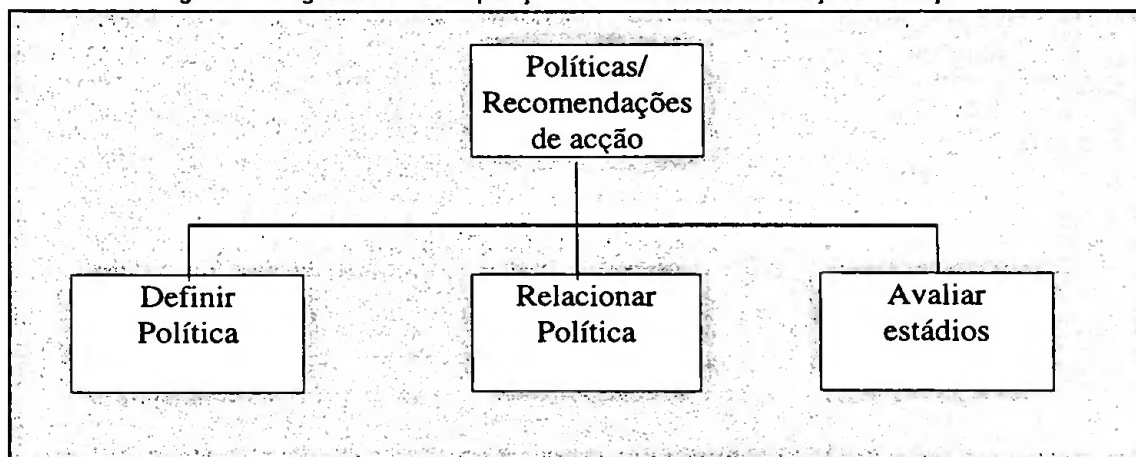 Políticas/
Recomendações
de acção
Definir
Política
Relacionar
Política
Avaliar
estádios